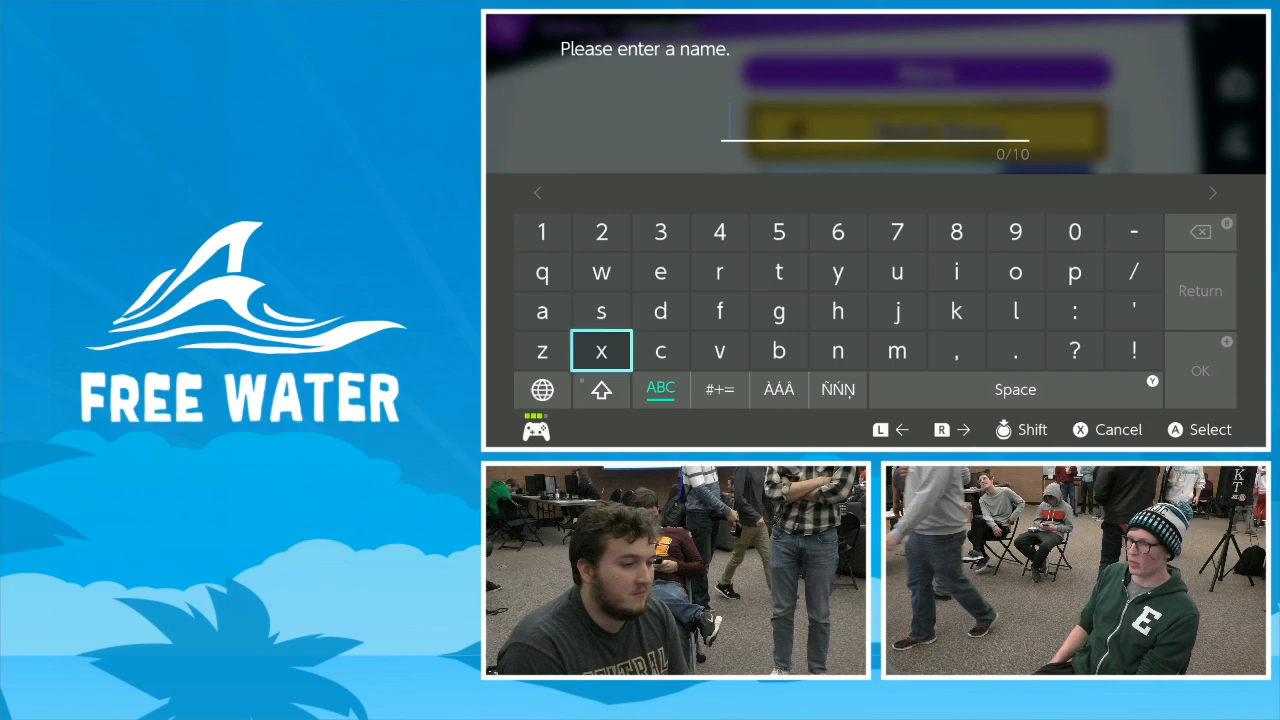 Please enter a name.
0/10
1 2 3 4 5 6 7 8 9 0 -
q w e r t y u i o p /
Return
a s d f g h j k l : '
z x c v b n m , . ? !
OK
ABC #+= ÀÁÂ ÑŃŅ Space
L ← R → Shift X Cancel A Select
FREE WATER
CENTRAL
E